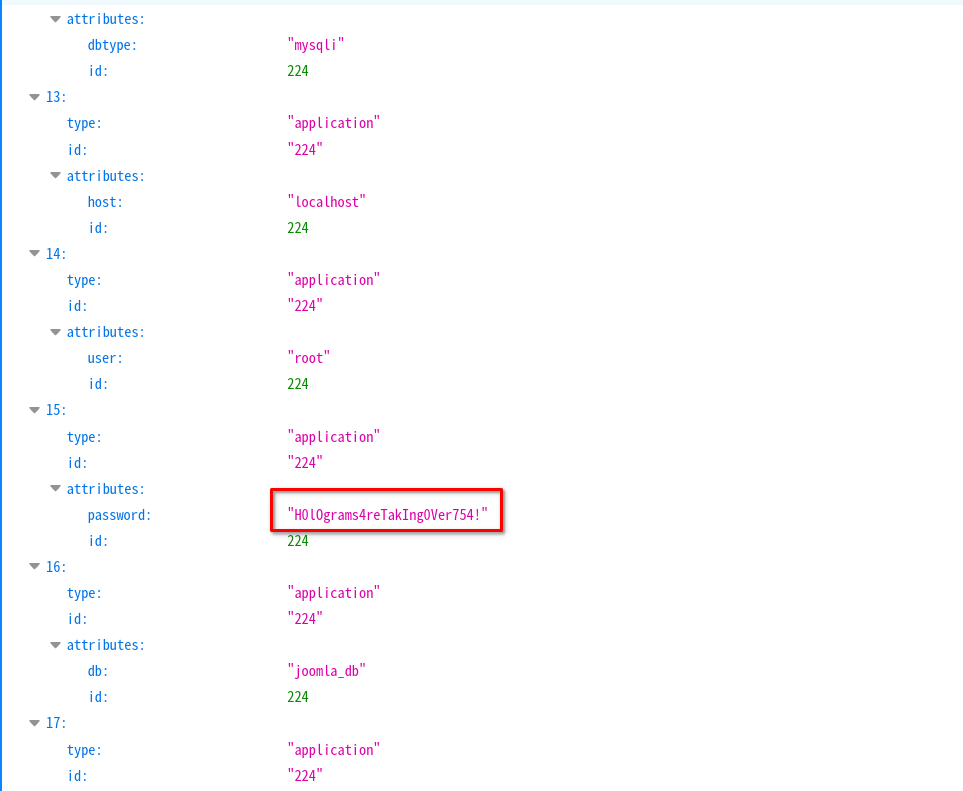 attributes:
dbtype: "mysqli"
id: 224
13:
type: "application"
id: "224"
attributes:
host: "localhost"
id: 224
14:
type: "application"
id: "224"
attributes:
user: "root"
id: 224
15:
type: "application"
id: "224"
attributes:
password: "H0lOgrams4reTakIng0Ver754!"
id: 224
16:
type: "application"
id: "224"
attributes:
db: "joomla_db"
id: 224
17:
type: "application"
id: "224"